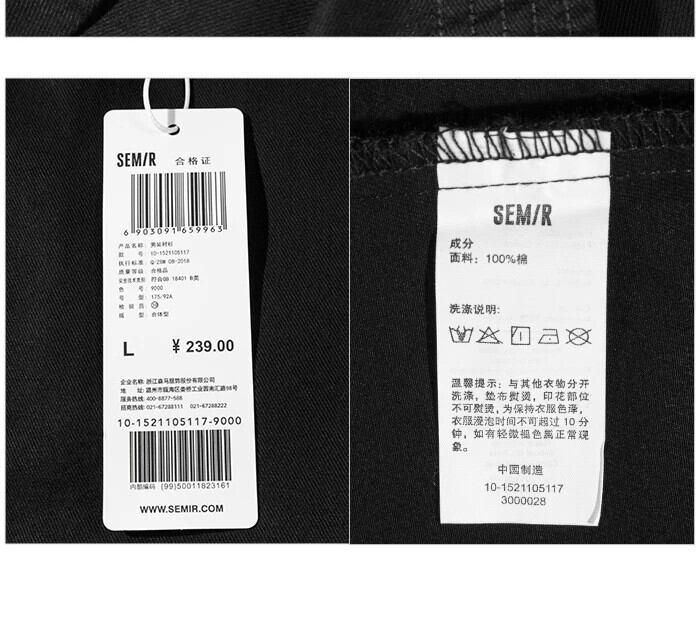 SEM/R 合格证
6 903091 659963
产品名称: 男装衬衫
款 号: 10-1521105117
执行标准: Q/ZSM 08-2018
质量等级: 合格品
安全技术类别: 符合GB 18401 B类
色 号: 9000
号 型: 175/92A
检 验 员:
版 型: 合体型
L ¥ 239.00
企业名称: 浙江森马服饰股份有限公司
地 址: 温州市瓯海区娄桥工业园南汇路98号
服务热线: 400-8877-588
招商热线: 021-67288111 021-67288222
10-1521105117-9000
内部编码 (99)50011823161
WWW.SEMIR.COM
SEM/R
成分
面料: 100%棉
洗涤说明:
温馨提示: 与其他衣物分开
洗涤, 垫布熨烫, 印花部位
不可熨烫, 为保持衣服色泽,
衣服浸泡时间不可超过 10 分
钟, 如有轻微褪色属正常现
象。
中国制造
10-1521105117
3000028